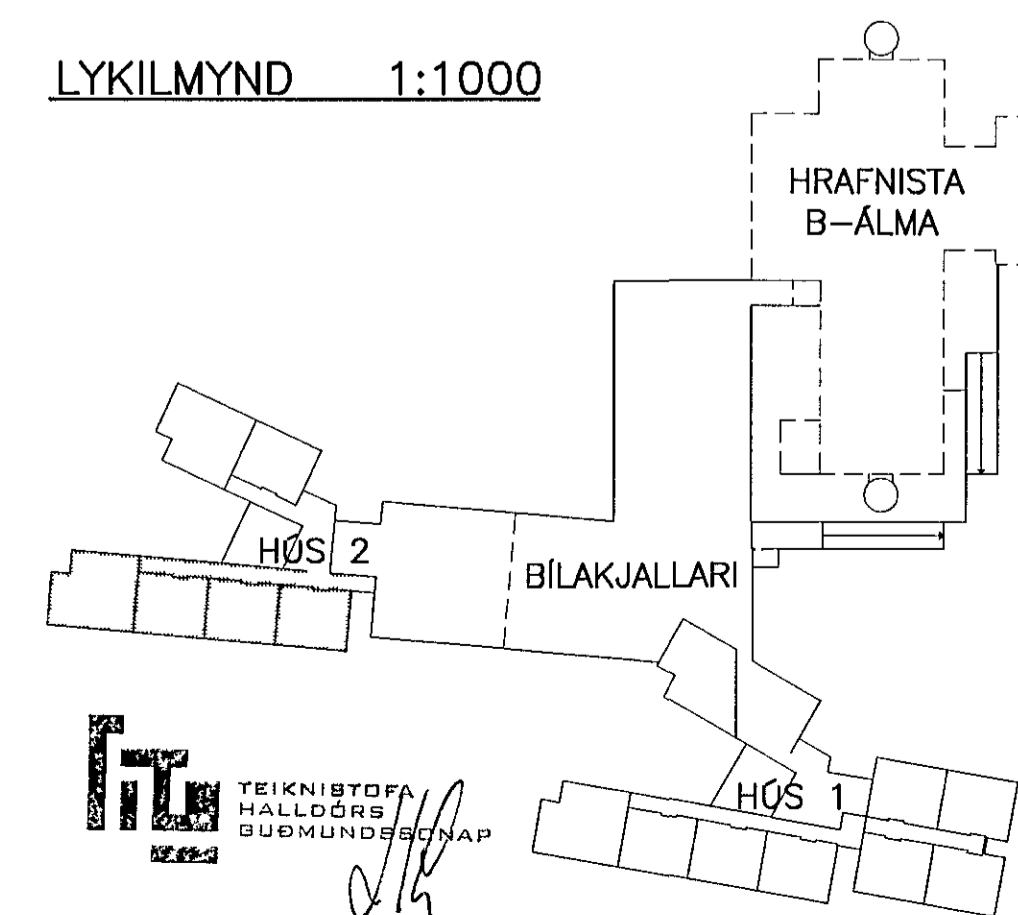 LYKILMYND 1:1000
HRAFNISTA
B-ÁLMA
HÚS 2
BÍLAKJALLARI
HÚS 1
TEIKNISTOFA
HALLDÓRS
GUÐMUNDSSONAR